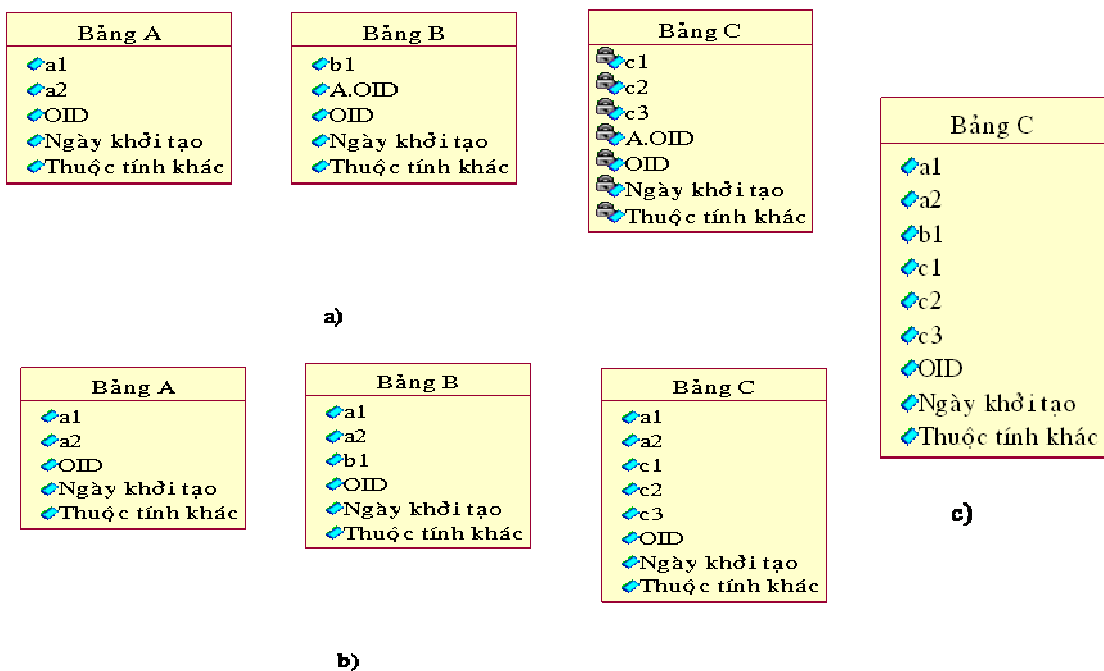 Bảng A
a1
a2
OID
Ngày khởi tạo
Thuộc tính khác
Bảng B
b1
A.OID
OID
Ngày khởi tạo
Thuộc tính khác
Bảng C
c1
c2
c3
A.OID
OID
Ngày khởi tạo
Thuộc tính khác
a)
Bảng A
a1
a2
OID
Ngày khởi tạo
Thuộc tính khác
Bảng B
a1
a2
b1
OID
Ngày khởi tạo
Thuộc tính khác
Bảng C
a1
a2
c1
c2
c3
OID
Ngày khởi tạo
Thuộc tính khác
b)
Bảng C
a1
a2
b1
c1
c2
c3
OID
Ngày khởi tạo
Thuộc tính khác
c)